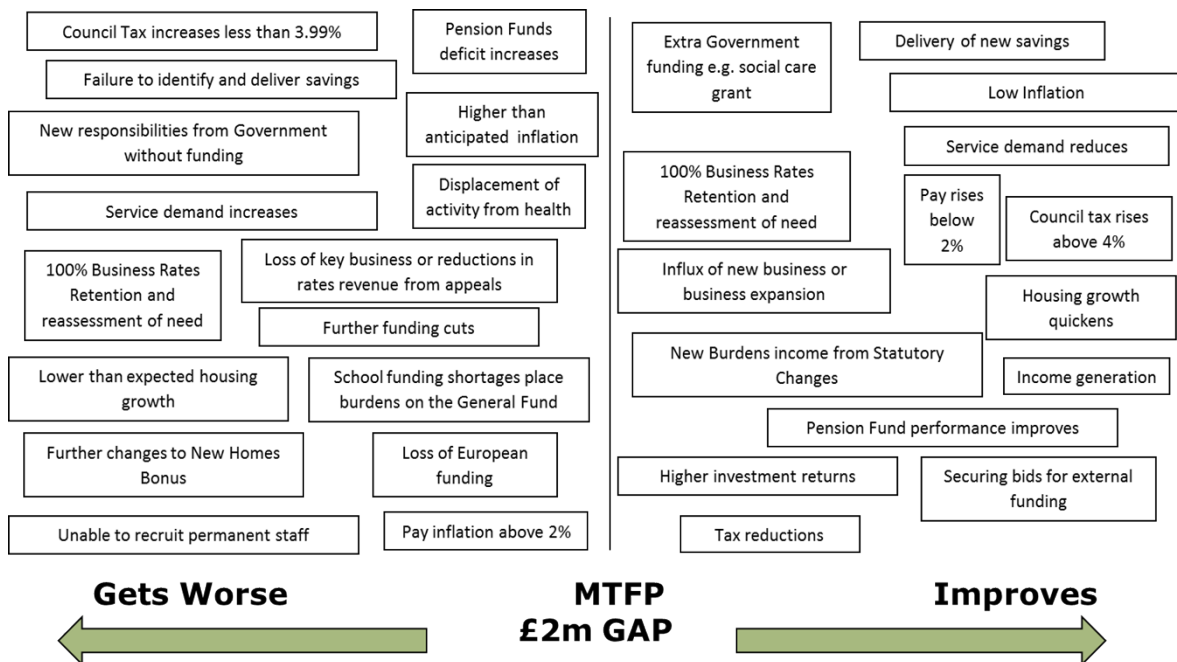 Council Tax increases less than 3.99%
Pension Funds
deficit increases
Failure to identify and deliver savings
New responsibilities from Government
without funding
Higher than
anticipated inflation
Service demand increases
Displacement of
activity from health
100% Business Rates
Retention and
reassessment of need
Loss of key business or reductions in
rates revenue from appeals
Further funding cuts
Lower than expected housing
growth
School funding shortages place
burdens on the General Fund
Further changes to New Homes
Bonus
Loss of European
funding
Unable to recruit permanent staff
Pay inflation above 2%
Extra Government
funding e.g. social care
grant
Delivery of new savings
Low Inflation
Service demand reduces
100% Business Rates
Retention and
reassessment of need
Pay rises
below
2%
Council tax rises
above 4%
Influx of new business or
business expansion
Housing growth
quickens
New Burdens income from Statutory
Changes
Income generation
Pension Fund performance improves
Higher investment returns
Securing bids for external
funding
Tax reductions
Gets Worse
MTFP
£2m GAP
Improves